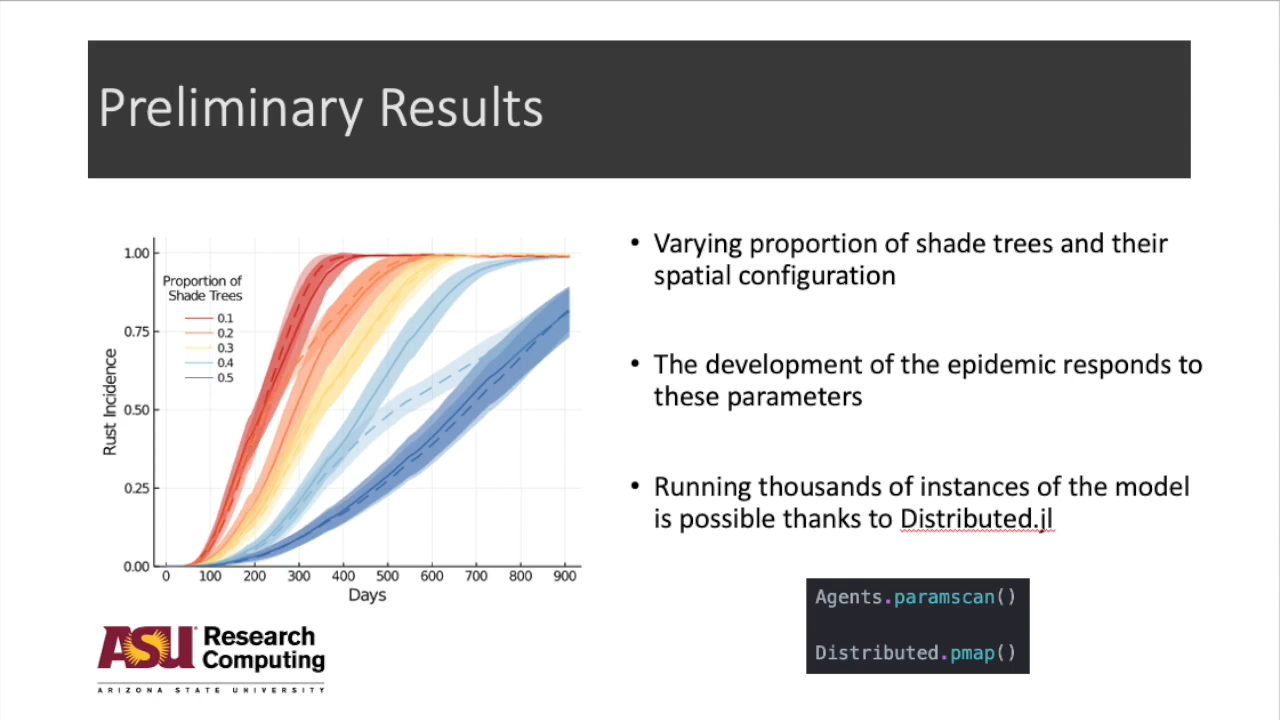 Preliminary Results
1.00
0.75
0.50
0.25
0.00
Rust Incidence
Proportion of
Shade Trees
0.1
0.2
0.3
0.4
0.5
0 100 200 300 400 500 600 700 800 900
Days
ASU Research
Computing
ARIZONA STATE UNIVERSITY
• Varying proportion of shade trees and their
spatial configuration
• The development of the epidemic responds to
these parameters
• Running thousands of instances of the model
is possible thanks to Distributed.jl
Agents.paramscan()
Distributed.pmap()